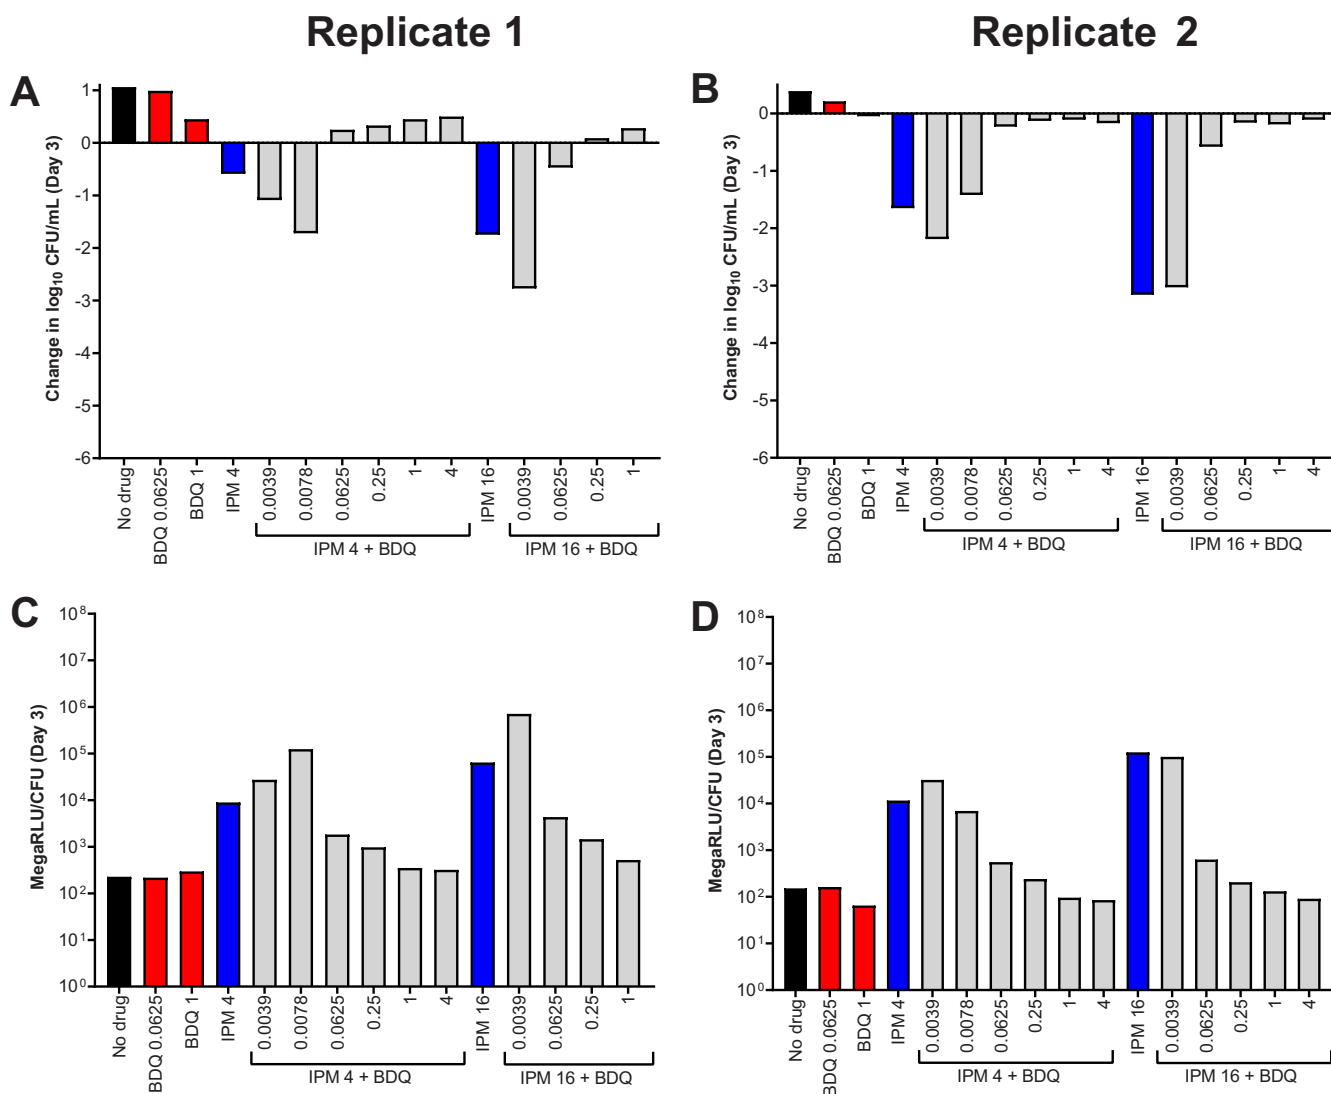 Replicate 1
Replicate 2
A
Change in log10 CFU/mL (Day 3)
1
0
-1
-2
-3
-4
-5
-6
No drug
BDQ 0.0625
BDQ 1
IPM 4
0.0039
0.0078
0.0625
0.25
1
4
IPM 16
0.0039
0.0625
0.25
1
IPM 4 + BDQ
IPM 16 + BDQ
B
Change in log10 CFU/mL (Day 3)
0
-1
-2
-3
-4
-5
-6
No drug
BDQ 0.0625
BDQ 1
IPM 4
0.0039
0.0078
0.0625
0.25
1
4
IPM 16
0.0039
0.0625
0.25
1
4
IPM 4 + BDQ
IPM 16 + BDQ
C
MegaRLU/CFU (Day 3)
10⁸
10⁷
10⁶
10⁵
10⁴
10³
10²
10¹
10⁰
No drug
BDQ 0.0625
BDQ 1
IPM 4
0.0039
0.0078
0.0625
0.25
1
4
IPM 16
0.0039
0.0625
0.25
1
IPM 4 + BDQ
IPM 16 + BDQ
D
MegaRLU/CFU (Day 3)
10⁸
10⁷
10⁶
10⁵
10⁴
10³
10²
10¹
10⁰
No drug
BDQ 0.0625
BDQ 1
IPM 4
0.0039
0.0078
0.0625
0.25
1
4
IPM 16
0.0039
0.0625
0.25
1
4
IPM 4 + BDQ
IPM 16 + BDQ